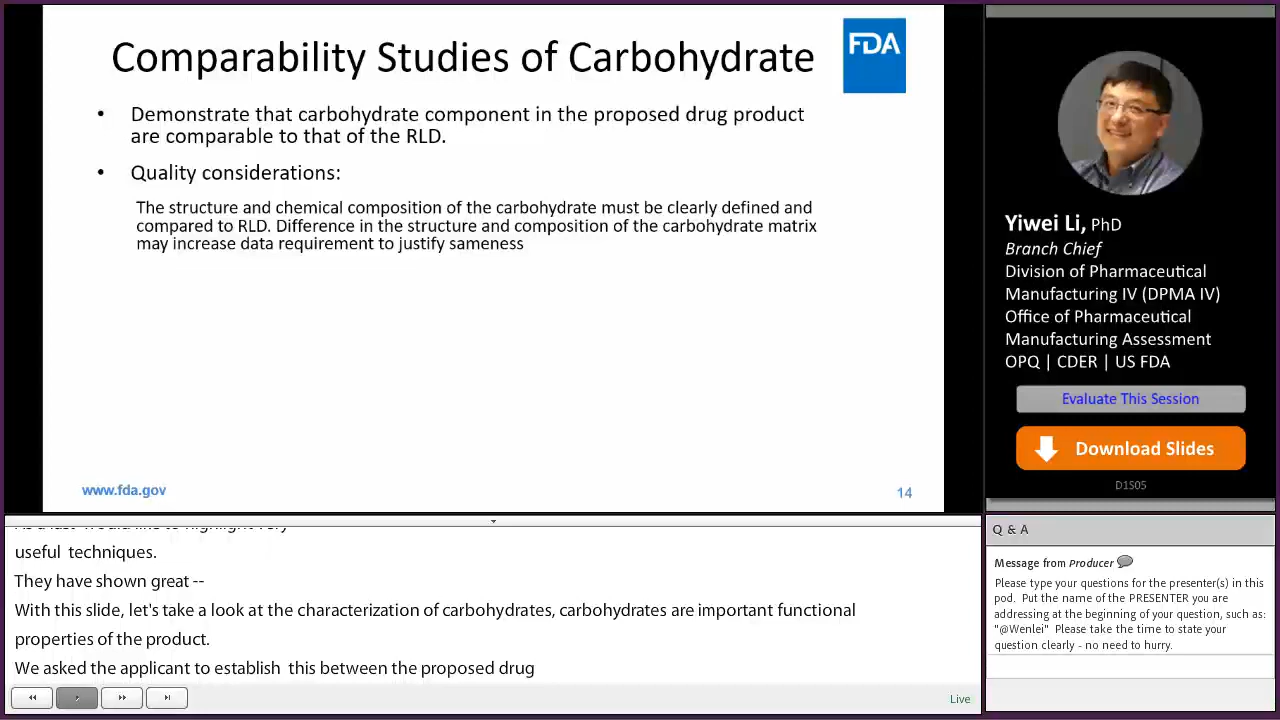 Comparability Studies of Carbohydrate
FDA
• Demonstrate that carbohydrate component in the proposed drug product
are comparable to that of the RLD.
• Quality considerations:
The structure and chemical composition of the carbohydrate must be clearly defined and
compared to RLD. Difference in the structure and composition of the carbohydrate matrix
may increase data requirement to justify sameness
www.fda.gov
14
Yiwei Li, PhD
Branch Chief
Division of Pharmaceutical
Manufacturing IV (DPMA IV)
Office of Pharmaceutical
Manufacturing Assessment
OPQ | CDER | US FDA
Evaluate This Session
Download Slides
D1S05
useful techniques.
They have shown great --
With this slide, let's take a look at the characterization of carbohydrates, carbohydrates are important functional
properties of the product.
We asked the applicant to establish this between the proposed drug
Live
Q & A
Message from Producer
Please type your questions for the presenter(s) in this
pod. Put the name of the PRESENTER you are
addressing at the beginning of your question, such as:
"@Wenlei" Please take the time to state your
question clearly - no need to hurry.